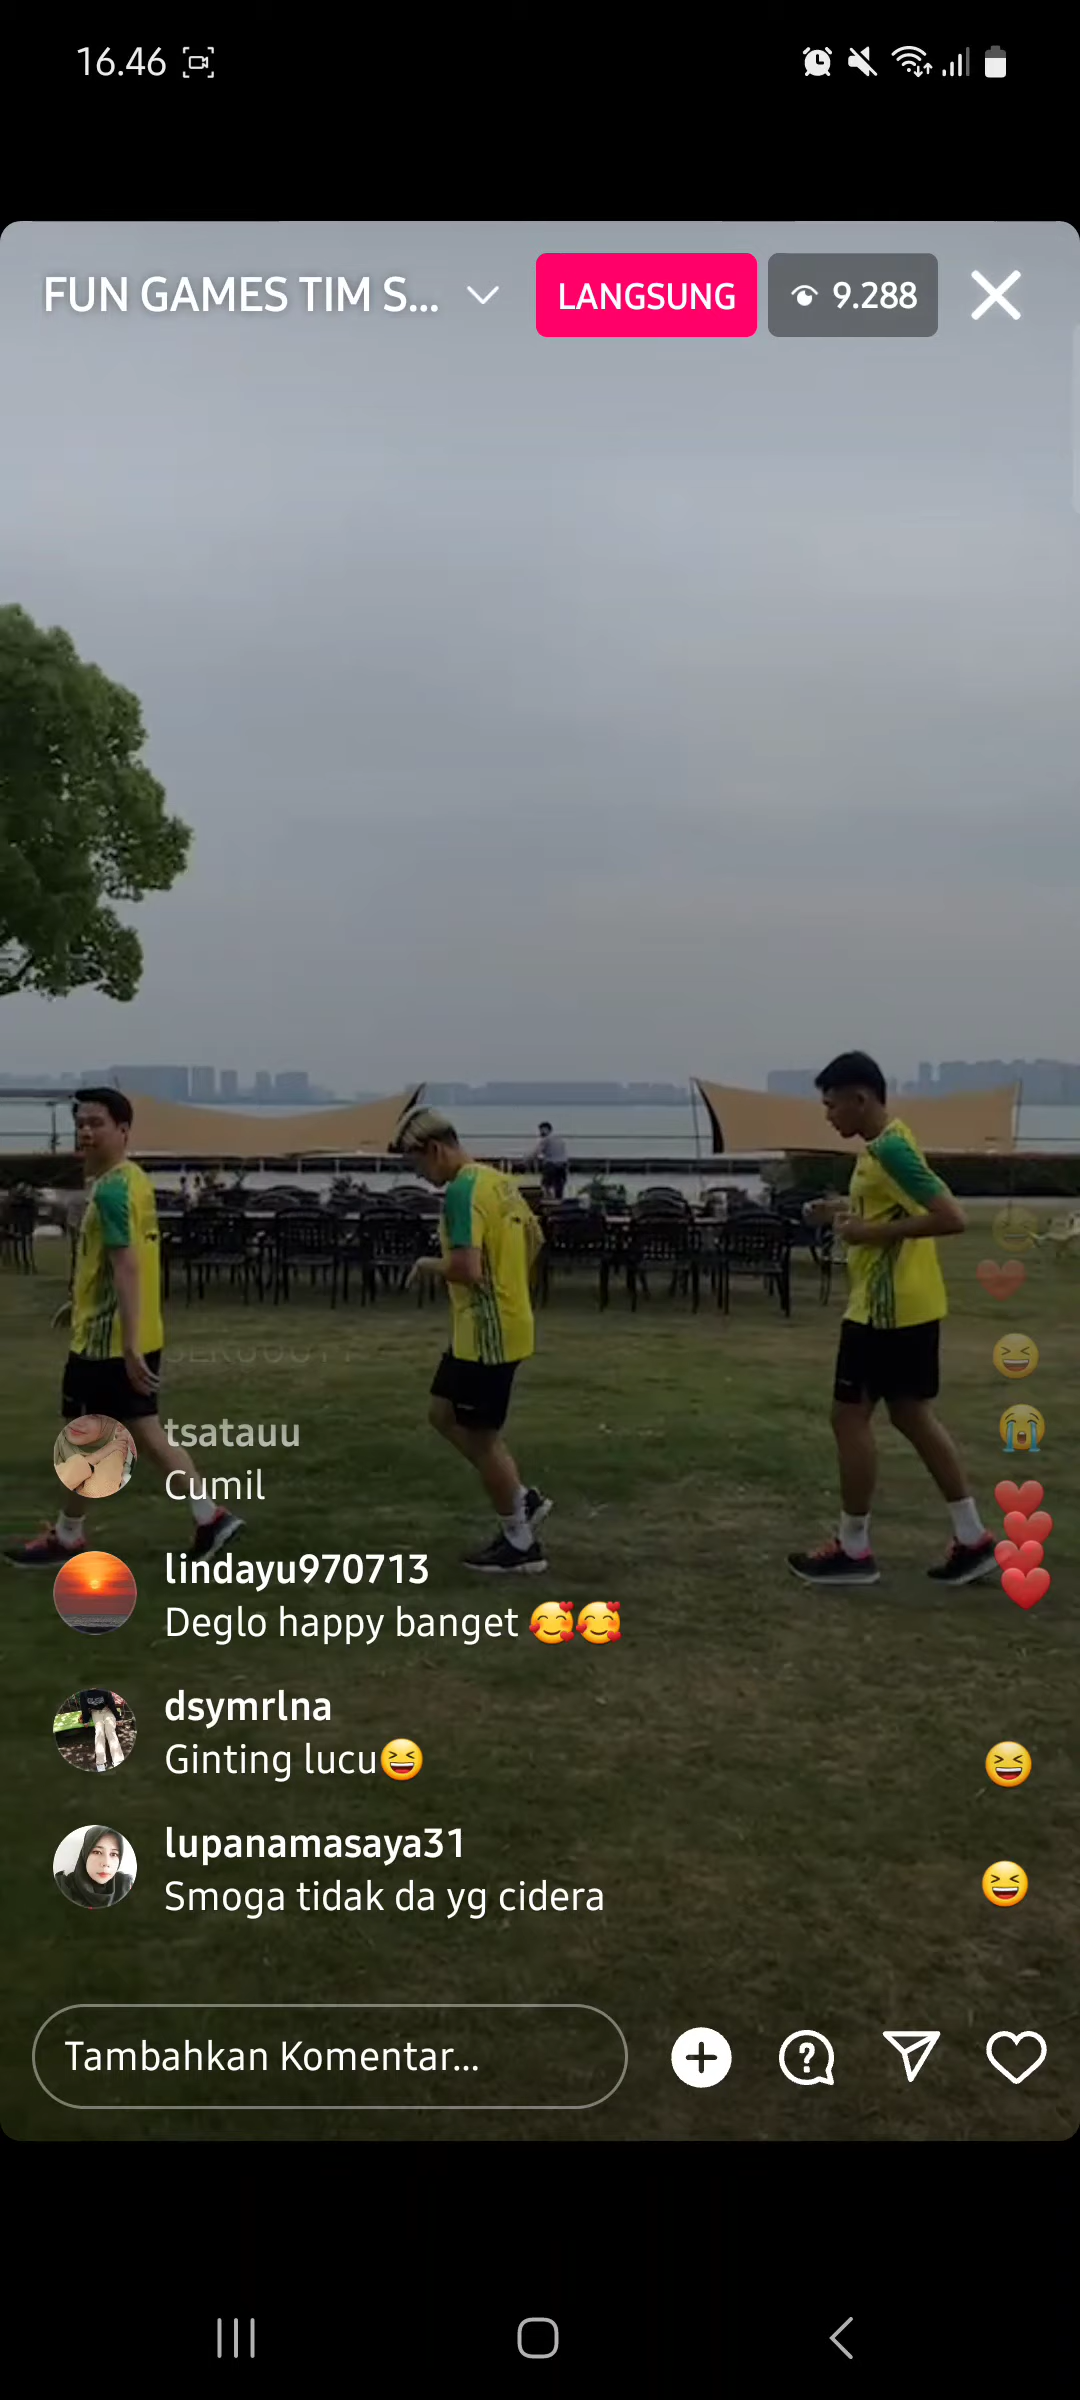 16.46
FUN GAMES TIM S...
LANGSUNG
9.288
tsatauu
Cumil
lindayu970713
Deglo happy banget 🥰🥰
dsymrlna
Ginting lucu😆
lupanamasaya31
Smoga tidak da yg cidera
Tambahkan Komentar...